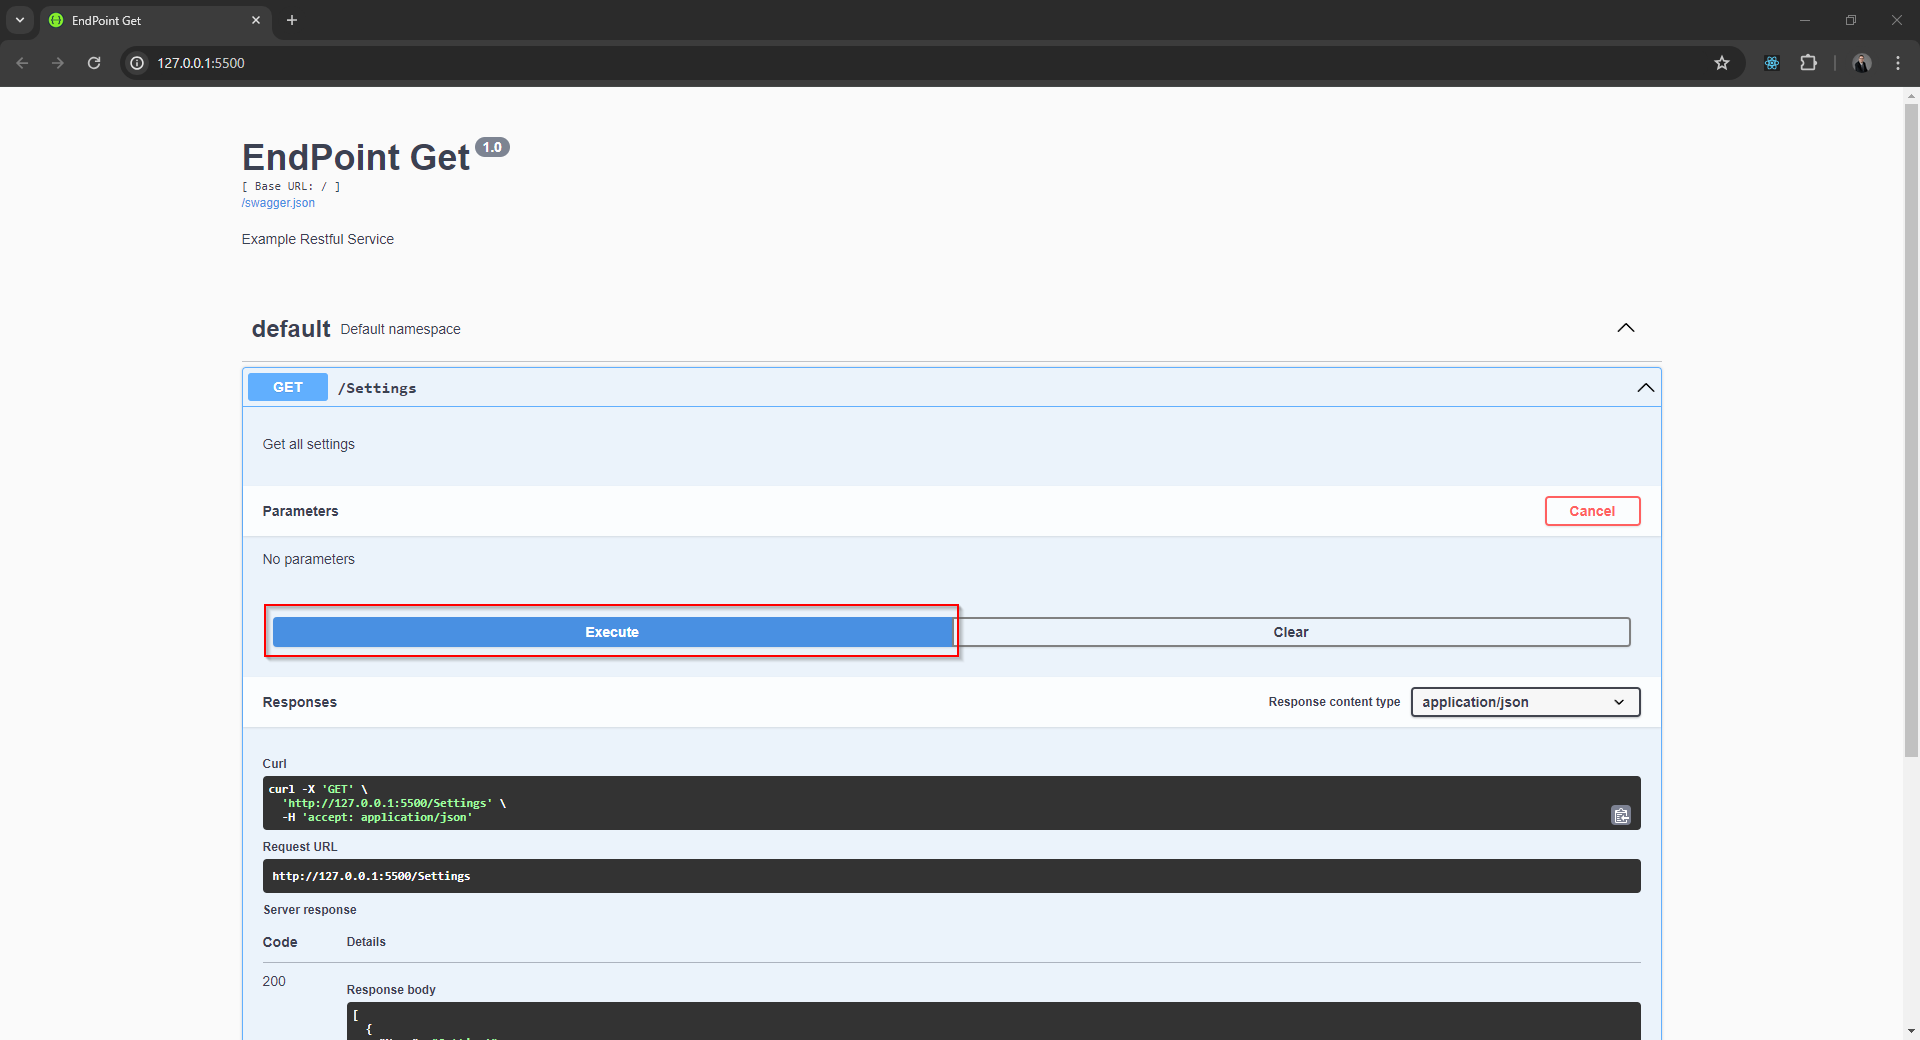 EndPoint Get
127.0.0.1:5500
EndPoint Get 1.0
[ Base URL: / ]
/swagger.json
Example Restful Service
default Default namespace
GET /Settings
Get all settings
Parameters
Cancel
No parameters
Execute
Clear
Responses
Response content type
application/json
Curl
curl -X 'GET' \
'http://127.0.0.1:5500/Settings' \
-H 'accept: application/json'
Request URL
http://127.0.0.1:5500/Settings
Server response
Code Details
200
Response body
[
{